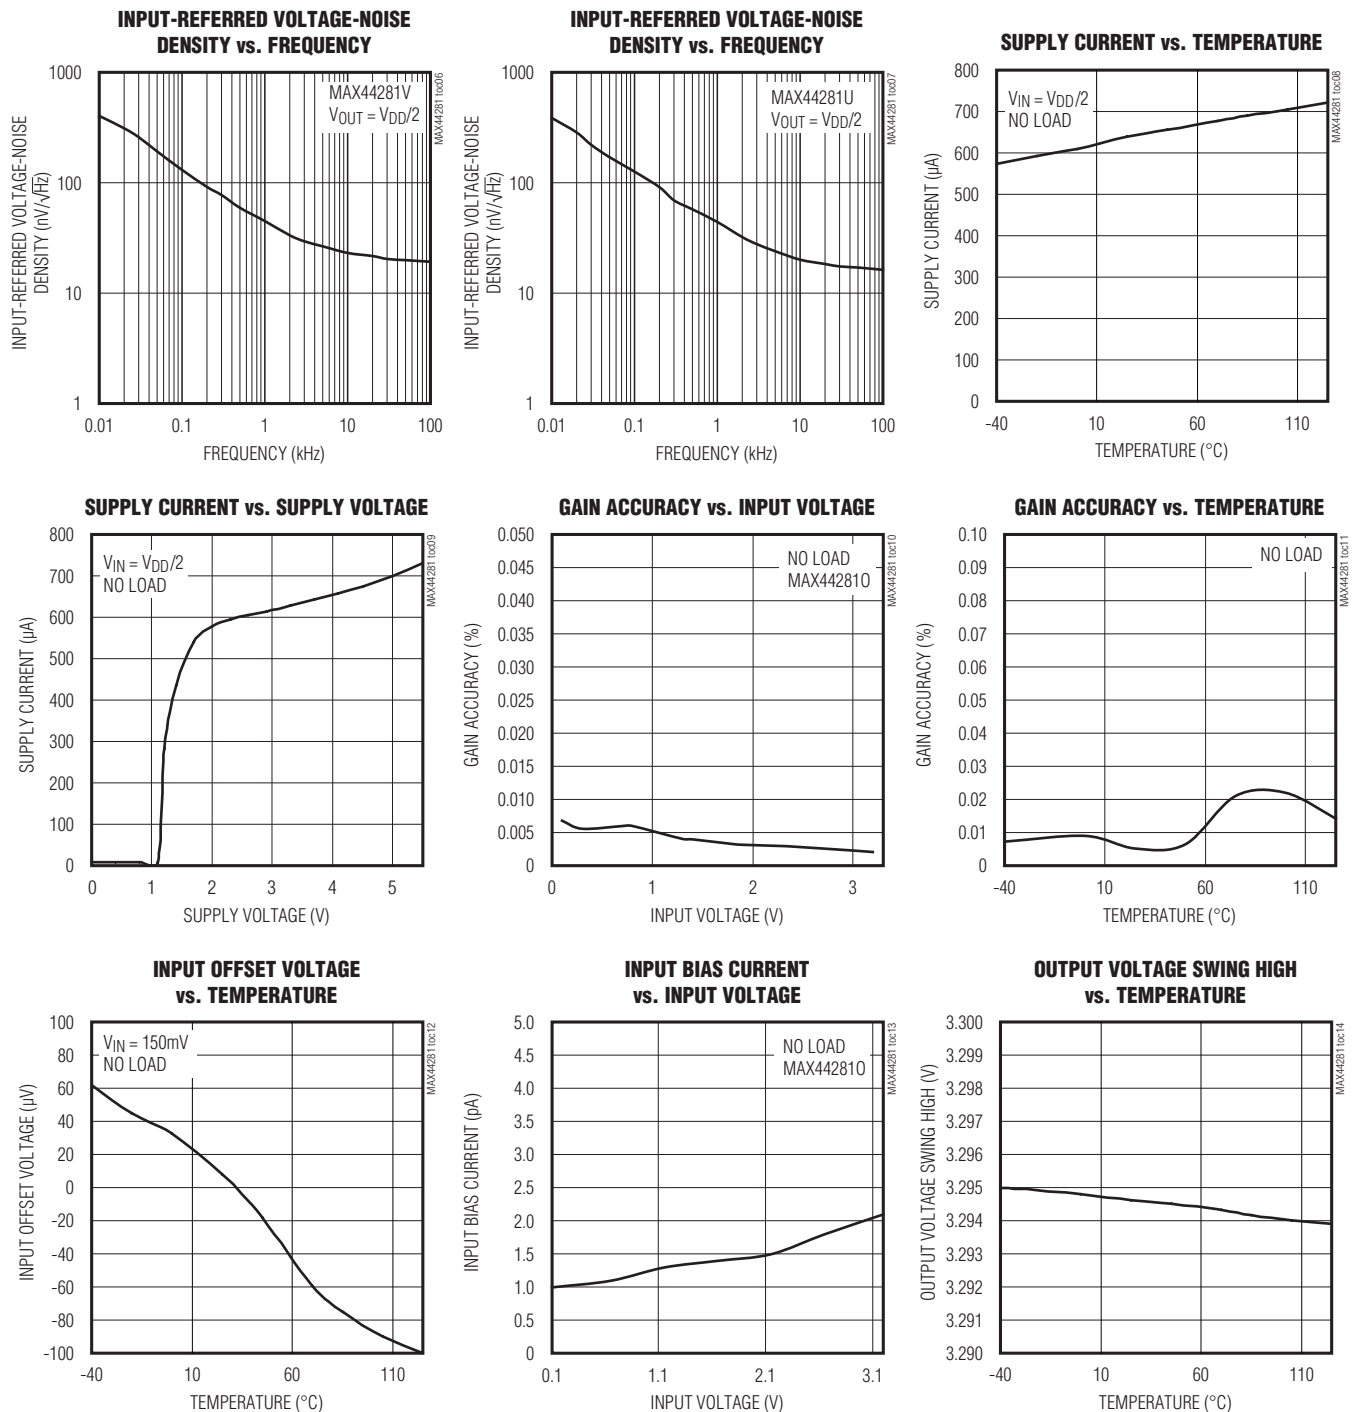 INPUT-REFERRED VOLTAGE-NOISE
DENSITY vs. FREQUENCY
1000
100
10
1
0.01
0.1
1
10
100
INPUT-REFERRED VOLTAGE-NOISE
DENSITY (nV/√Hz)
FREQUENCY (kHz)
MAX44281V
VOUT = VDD/2
MAX44281 toc06
INPUT-REFERRED VOLTAGE-NOISE
DENSITY vs. FREQUENCY
1000
100
10
1
0.01
0.1
1
10
100
INPUT-REFERRED VOLTAGE-NOISE
DENSITY (nV/√Hz)
FREQUENCY (kHz)
MAX44281U
VOUT = VDD/2
MAX44281 toc07
SUPPLY CURRENT vs. TEMPERATURE
800
700
600
500
400
300
200
100
0
-40
10
60
110
SUPPLY CURRENT (µA)
TEMPERATURE (°C)
VIN = VDD/2
NO LOAD
MAX44281 toc08
SUPPLY CURRENT vs. SUPPLY VOLTAGE
800
700
600
500
400
300
200
100
0
0
1
2
3
4
5
SUPPLY CURRENT (µA)
SUPPLY VOLTAGE (V)
VIN = VDD/2
NO LOAD
MAX44281 toc09
GAIN ACCURACY vs. INPUT VOLTAGE
0.050
0.045
0.040
0.035
0.030
0.025
0.020
0.015
0.010
0.005
0
0
1
2
3
GAIN ACCURACY (%)
INPUT VOLTAGE (V)
NO LOAD
MAX44281O
MAX44281 toc10
GAIN ACCURACY vs. TEMPERATURE
0.10
0.09
0.08
0.07
0.06
0.05
0.04
0.03
0.02
0.01
0
-40
10
60
110
GAIN ACCURACY (%)
TEMPERATURE (°C)
NO LOAD
MAX44281 toc11
INPUT OFFSET VOLTAGE
vs. TEMPERATURE
100
80
60
40
20
0
-20
-40
-60
-80
-100
-40
10
60
110
INPUT OFFSET VOLTAGE (µV)
TEMPERATURE (°C)
VIN = 150mV
NO LOAD
MAX44281 toc12
INPUT BIAS CURRENT
vs. INPUT VOLTAGE
5.0
4.5
4.0
3.5
3.0
2.5
2.0
1.5
1.0
0.5
0
0.1
1.1
2.1
3.1
INPUT BIAS CURRENT (pA)
INPUT VOLTAGE (V)
NO LOAD
MAX44281O
MAX44281 toc13
OUTPUT VOLTAGE SWING HIGH
vs. TEMPERATURE
3.300
3.299
3.298
3.297
3.296
3.295
3.294
3.293
3.292
3.291
3.290
-40
10
60
110
OUTPUT VOLTAGE SWING HIGH (V)
TEMPERATURE (°C)
MAX44281 toc14